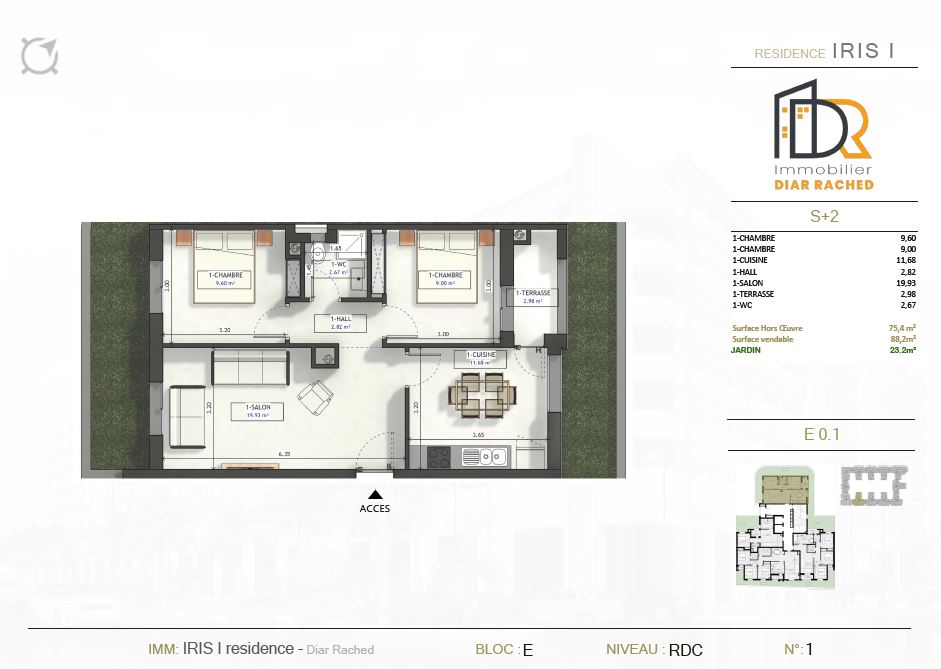 RESIDENCE IRIS I
DR
Immobilier
DIAR RACHED
S+2
1-CHAMBRE 9,60
1-CHAMBRE 9,00
1-CUISINE 11,68
1-HALL 2,82
1-SALON 19,93
1-TERRASSE 2,98
1-WC 2,67
Surface Hors Œuvre 75,4 m²
Surface vendable 88,2m²
JARDIN 23.2m²
E 0.1
1-CHAMBRE
9.60 m²
3.00
3.20
1.65
1.45
1-WC
2.67 m²
1-CHAMBRE
9.00 m²
3.00
3.00
1-TERRASSE
2.98 m²
1-HALL
2.82 m²
1-CUISINE
11.68 m²
3.20
3.65
1-SALON
19.93 m²
3.20
6.35
ACCES
IMM: IRIS I residence - Diar Rached BLOC : E NIVEAU : RDC N°: 1